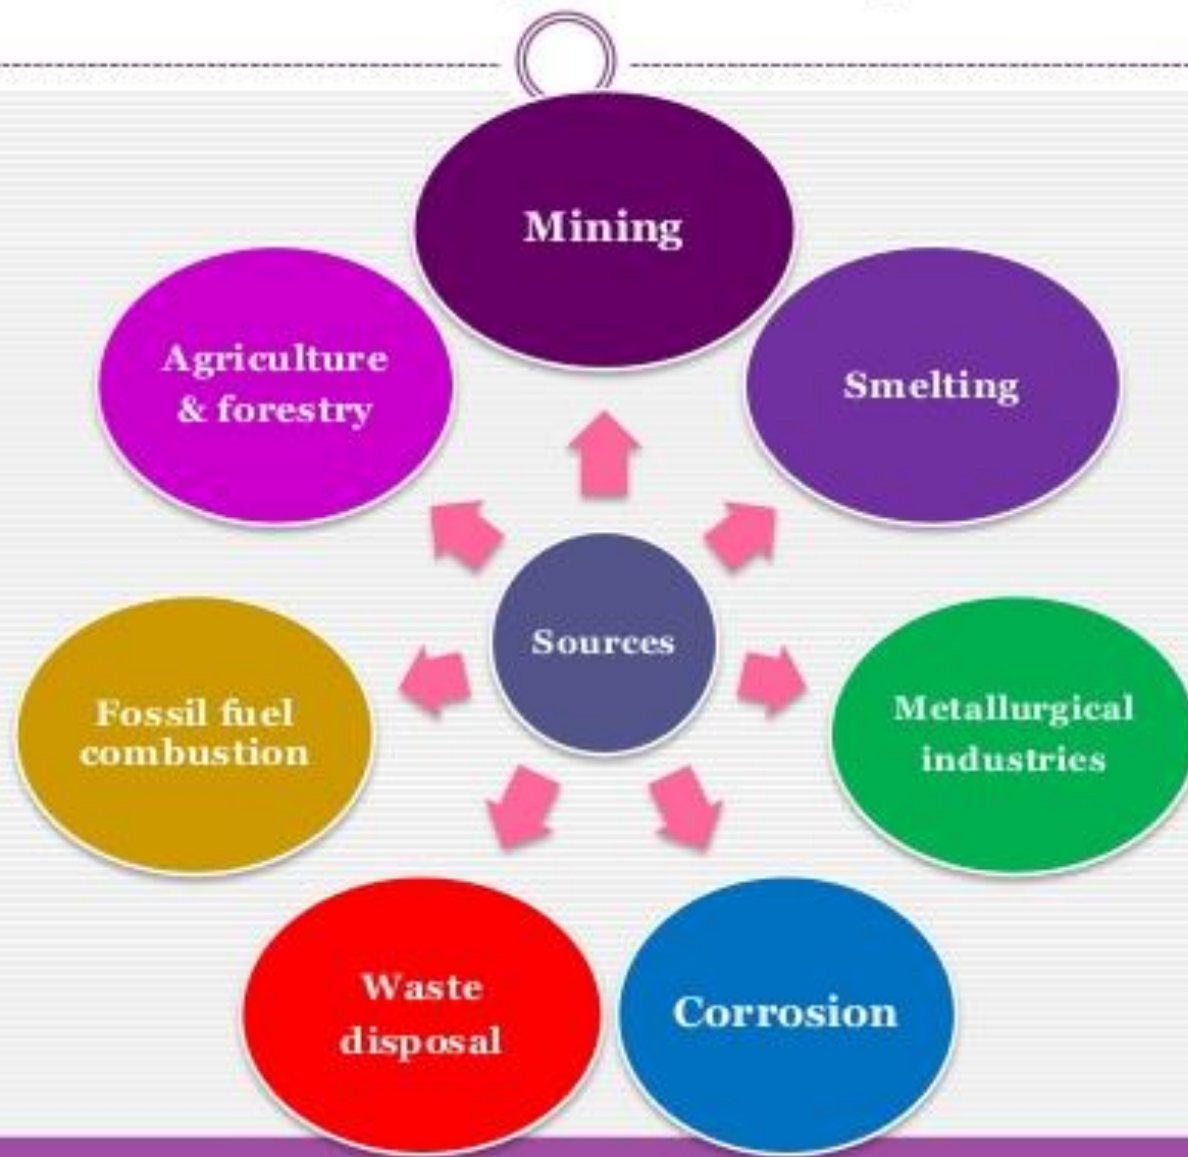 Mining
Agriculture
& forestry
Smelting
Sources
Fossil fuel
combustion
Metallurgical
industries
Waste
disposal
Corrosion